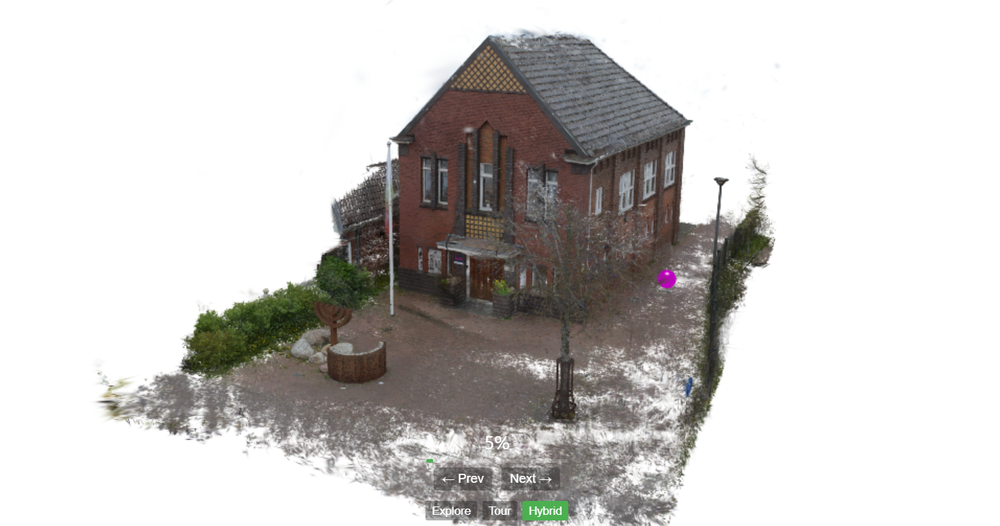 5%
← Prev
Next →
Explore
Tour
Hybrid